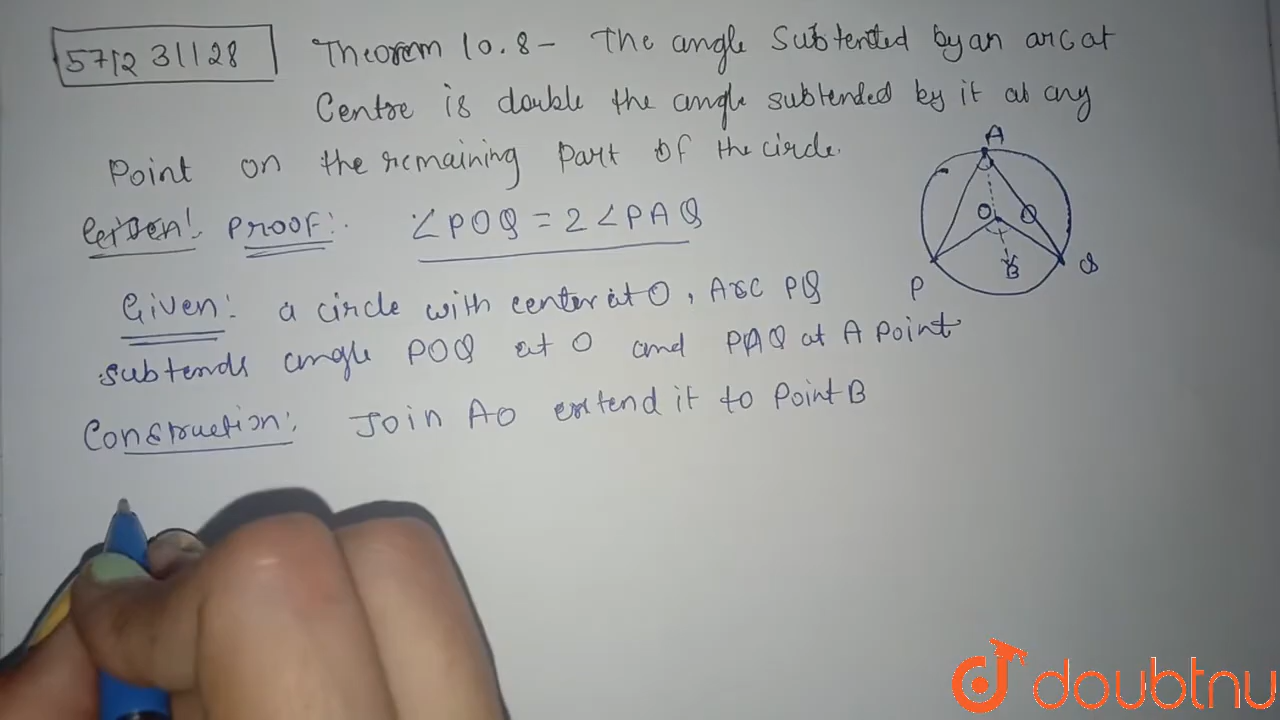 571231128
Theorem 10.8 - The angle Subtended by an arc at
Centre is double the angle subtended by it at any
Point on the remaining Part of the circle.
Proof:. ∠POQ = 2∠PAQ
Given: a circle with center at O, Arc PQ
subtends angle POQ at O and PAQ at A point
Construction: Join AO extend it to Point B
A
O
B
P
Q
doubtnut